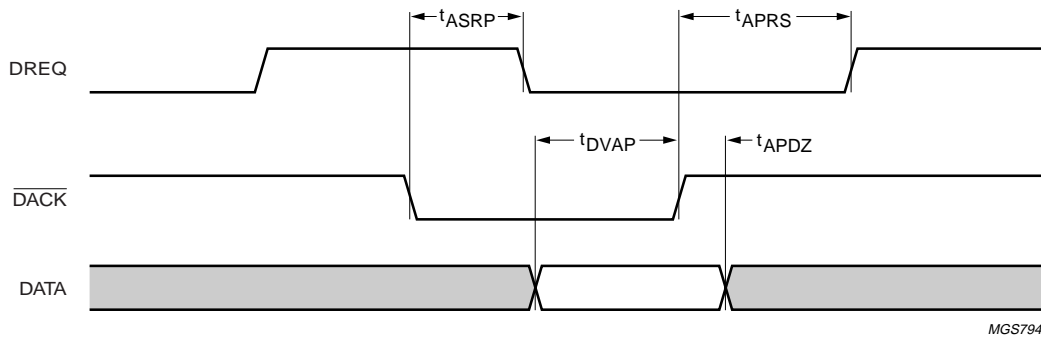 tASRP
tAPRS
DREQ
tDVAP
tAPDZ
DACK
DATA
MGS794